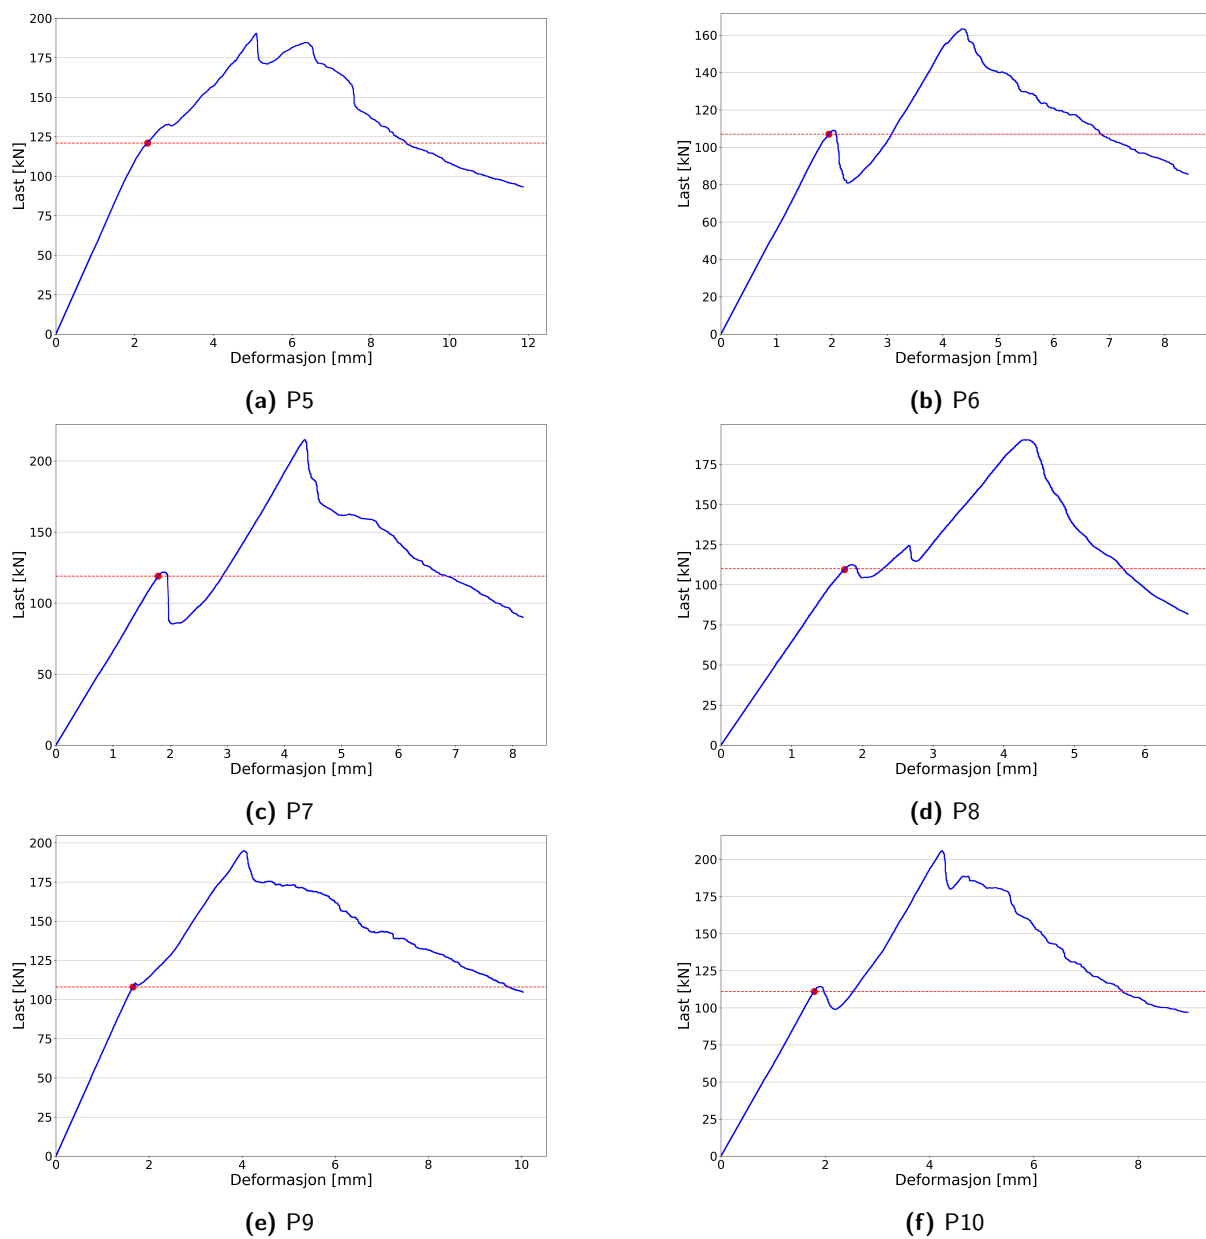 200
175
150
125
100
75
50
25
0
Last [kN]
0 2 4 6 8 10 12
Deformasjon [mm]
(a) P5
160
140
120
100
80
60
40
20
0
Last [kN]
0 1 2 3 4 5 6 7 8
Deformasjon [mm]
(b) P6
200
150
100
50
0
Last [kN]
0 1 2 3 4 5 6 7 8
Deformasjon [mm]
(c) P7
175
150
125
100
75
50
25
0
Last [kN]
0 1 2 3 4 5 6
Deformasjon [mm]
(d) P8
200
175
150
125
100
75
50
25
0
Last [kN]
0 2 4 6 8 10
Deformasjon [mm]
(e) P9
200
175
150
125
100
75
50
25
0
Last [kN]
0 2 4 6 8
Deformasjon [mm]
(f) P10